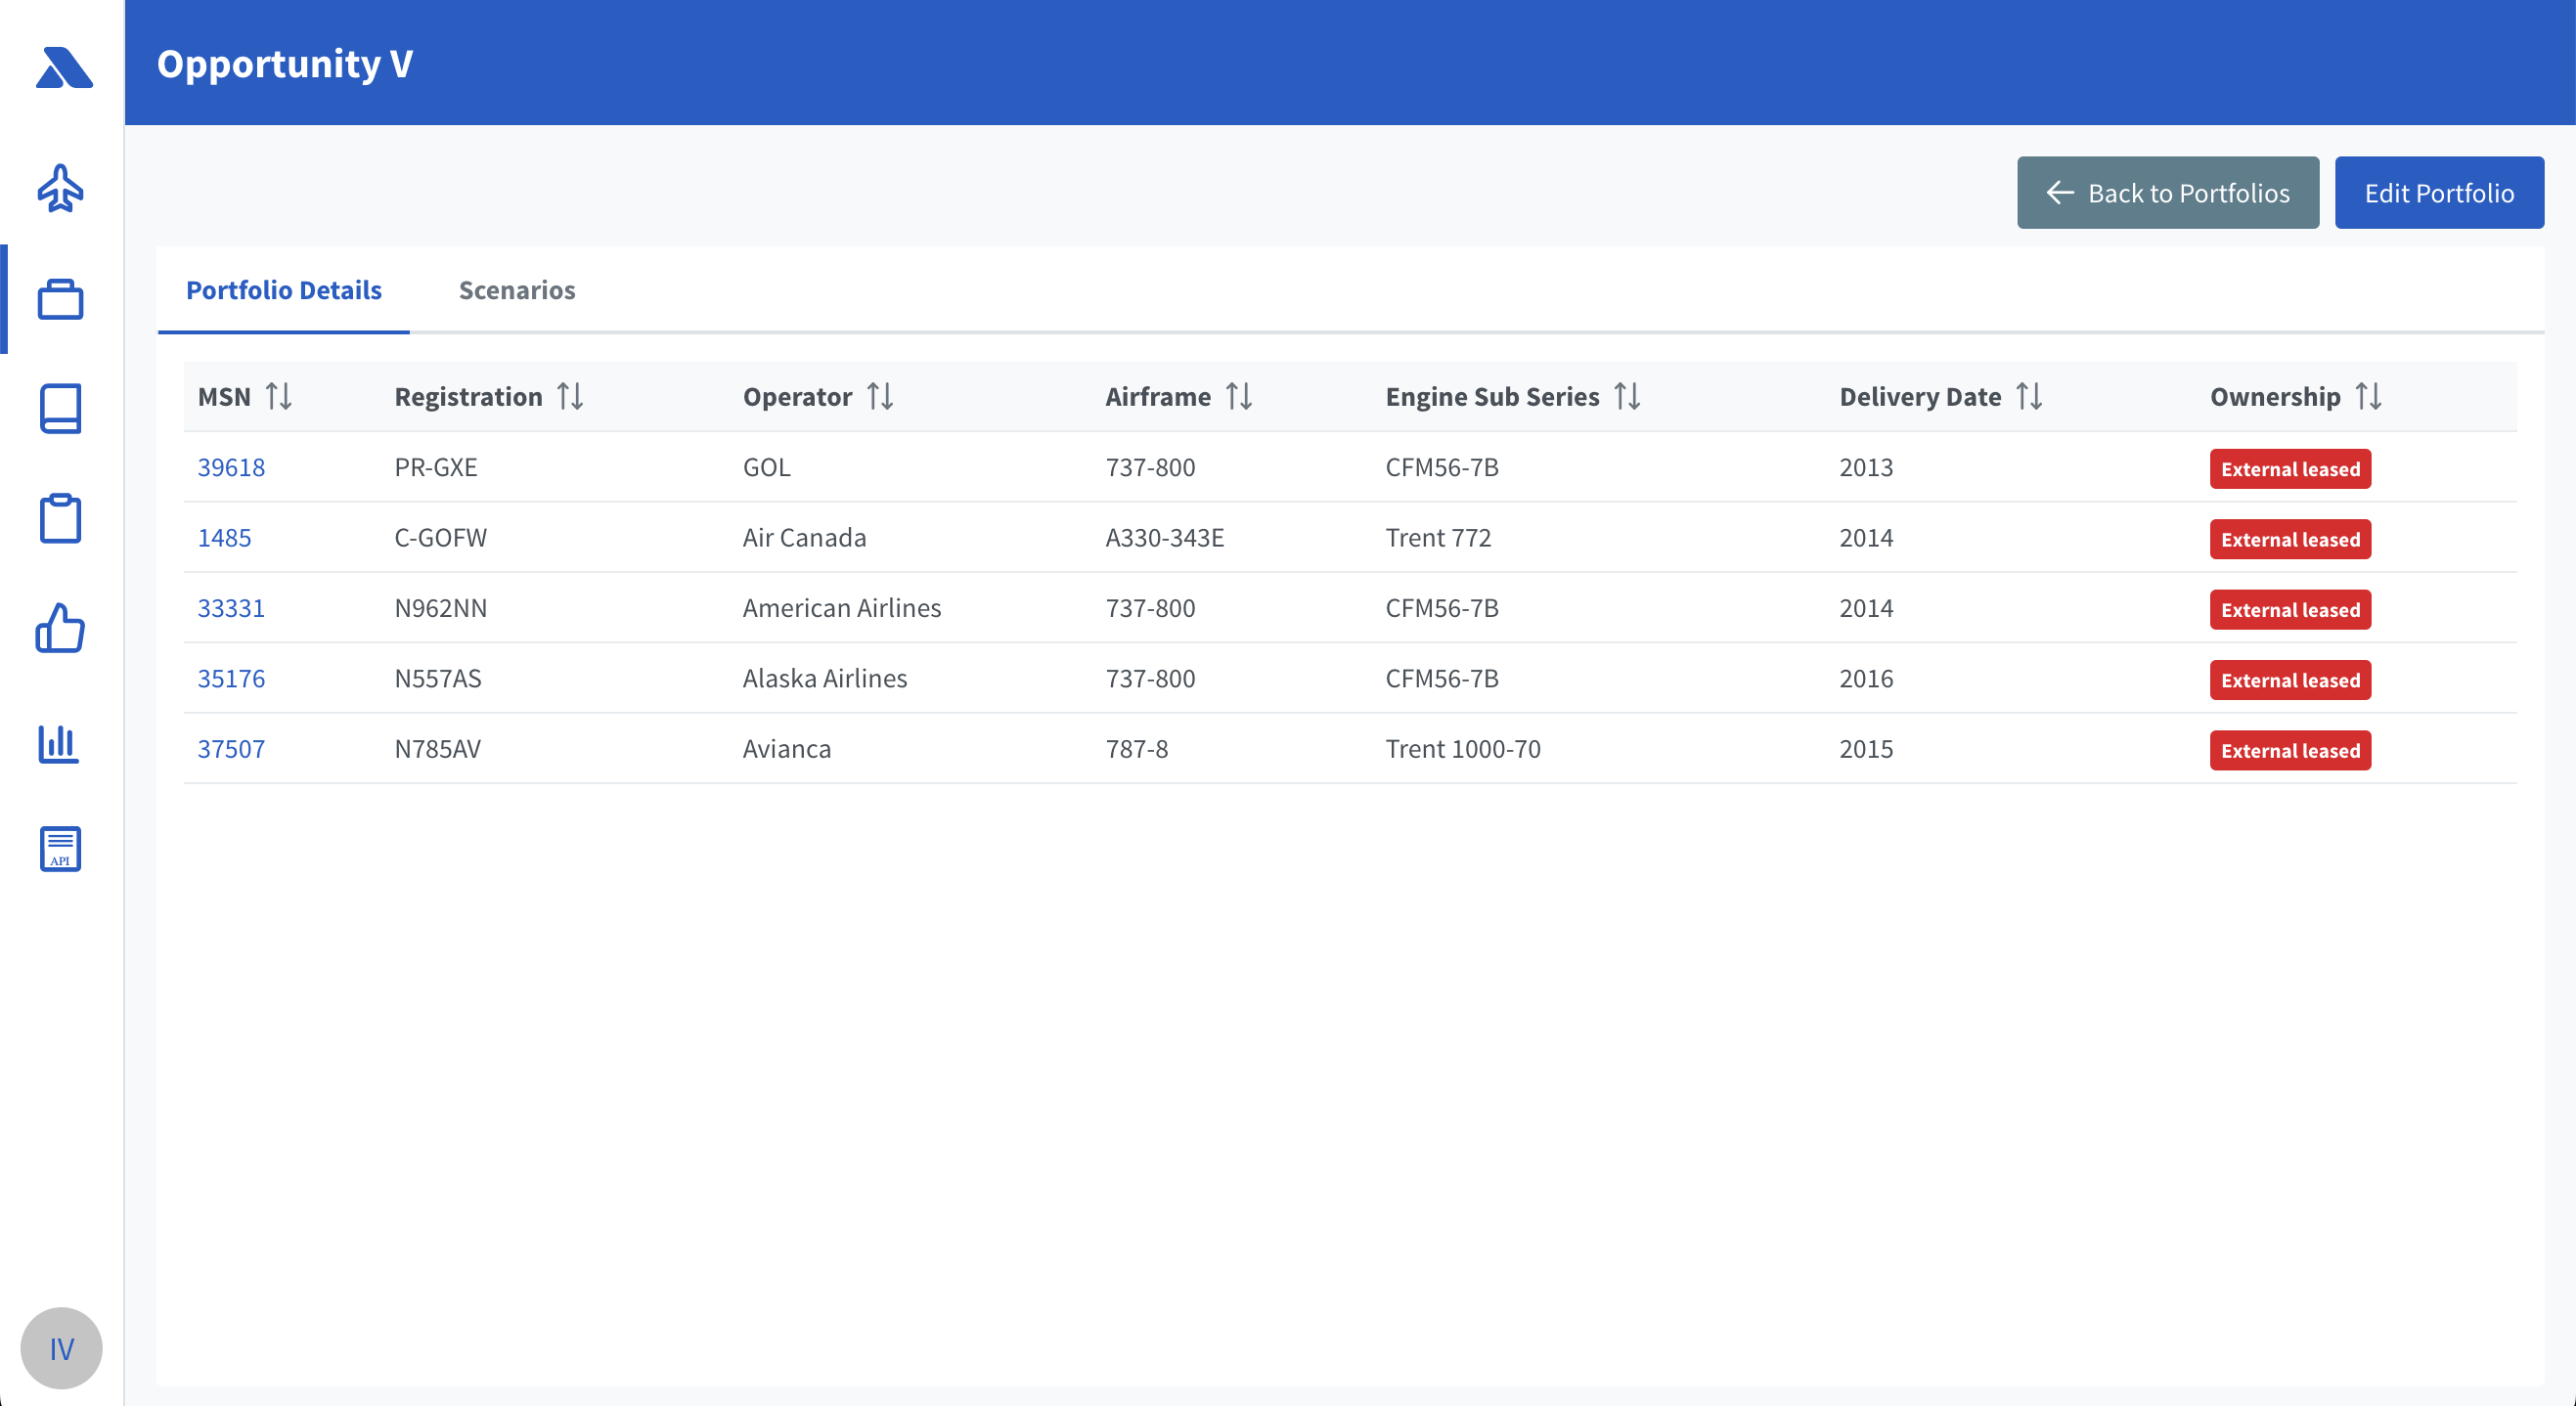 Opportunity V
Back to Portfolios Edit Portfolio
Portfolio Details Scenarios
MSN Registration Operator Airframe Engine Sub Series Delivery Date Ownership
39618 PR-GXE GOL 737-800 CFM56-7B 2013 External leased
1485 C-GOFW Air Canada A330-343E Trent 772 2014 External leased
33331 N962NN American Airlines 737-800 CFM56-7B 2014 External leased
35176 N557AS Alaska Airlines 737-800 CFM56-7B 2016 External leased
37507 N785AV Avianca 787-8 Trent 1000-70 2015 External leased
API
IV